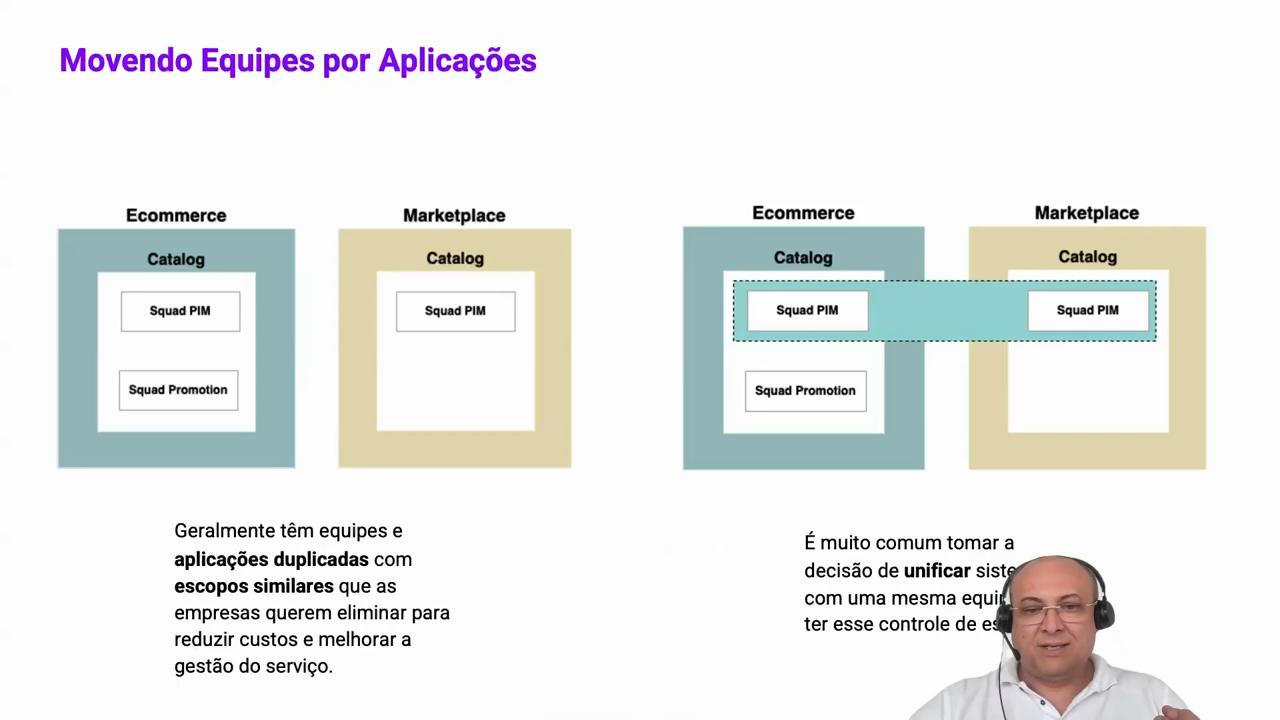 Movendo Equipes por Aplicações
Ecommerce
Catalog
Squad PIM
Squad Promotion
Marketplace
Catalog
Squad PIM
Geralmente têm equipes e
aplicações duplicadas com
escopos similares que as
empresas querem eliminar para
reduzir custos e melhorar a
gestão do serviço.
Ecommerce
Catalog
Squad PIM
Squad Promotion
Marketplace
Catalog
Squad PIM
É muito comum tomar a
decisão de unificar
com uma mesma
ter esse controle de